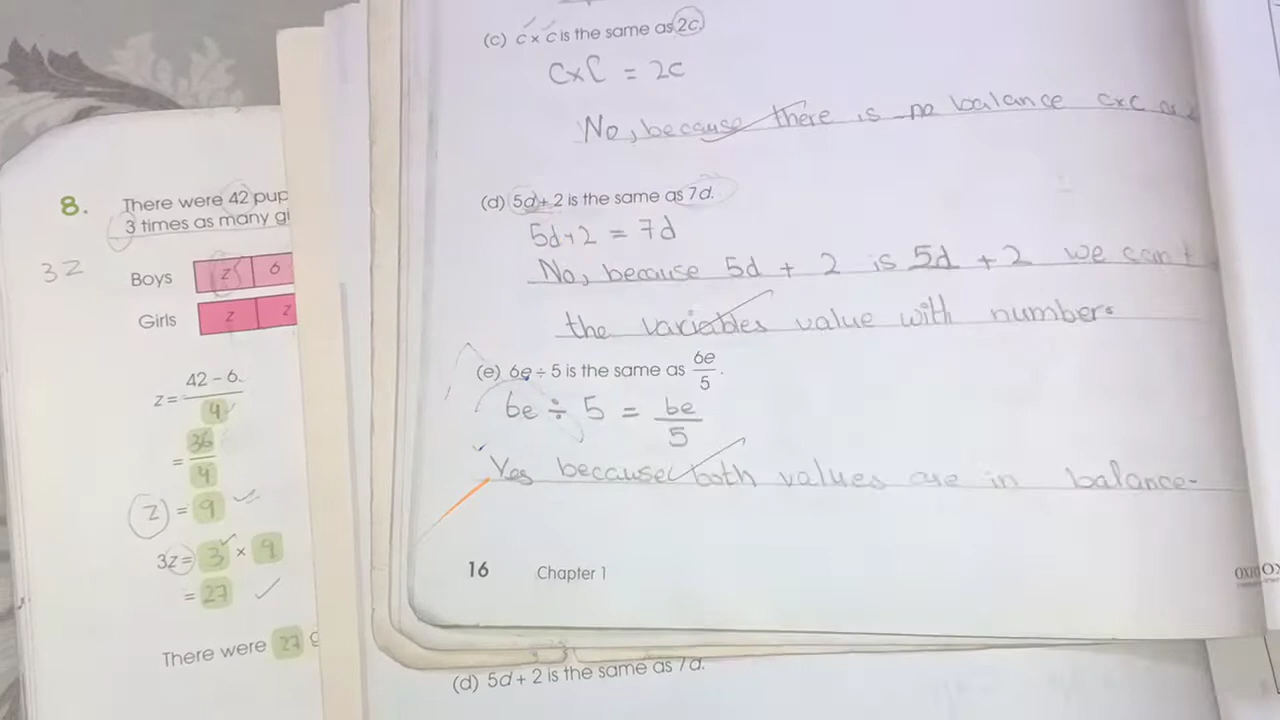 (c) c × c is the same as 2c
C×C = 2c
No, because there is no balance c×c
(d) 5d + 2 is the same as 7d.
5d+2 = 7d
No, because 5d + 2 is 5d + 2 we can't
the variables value with numbers
(e) 6e ÷ 5 is the same as 6e/5.
6e ÷ 5 = 6e/5
Yes because both values are in balance.
16 Chapter 1
8. There were 42 pup
3 times as many gi
3z
Boys z 6
Girls z z
z = 42 – 6 / 4
= 36 / 4
z = 9
3z = 3 × 9
= 27
There were 27 g
(d) 5d + 2 is the same as 7d.